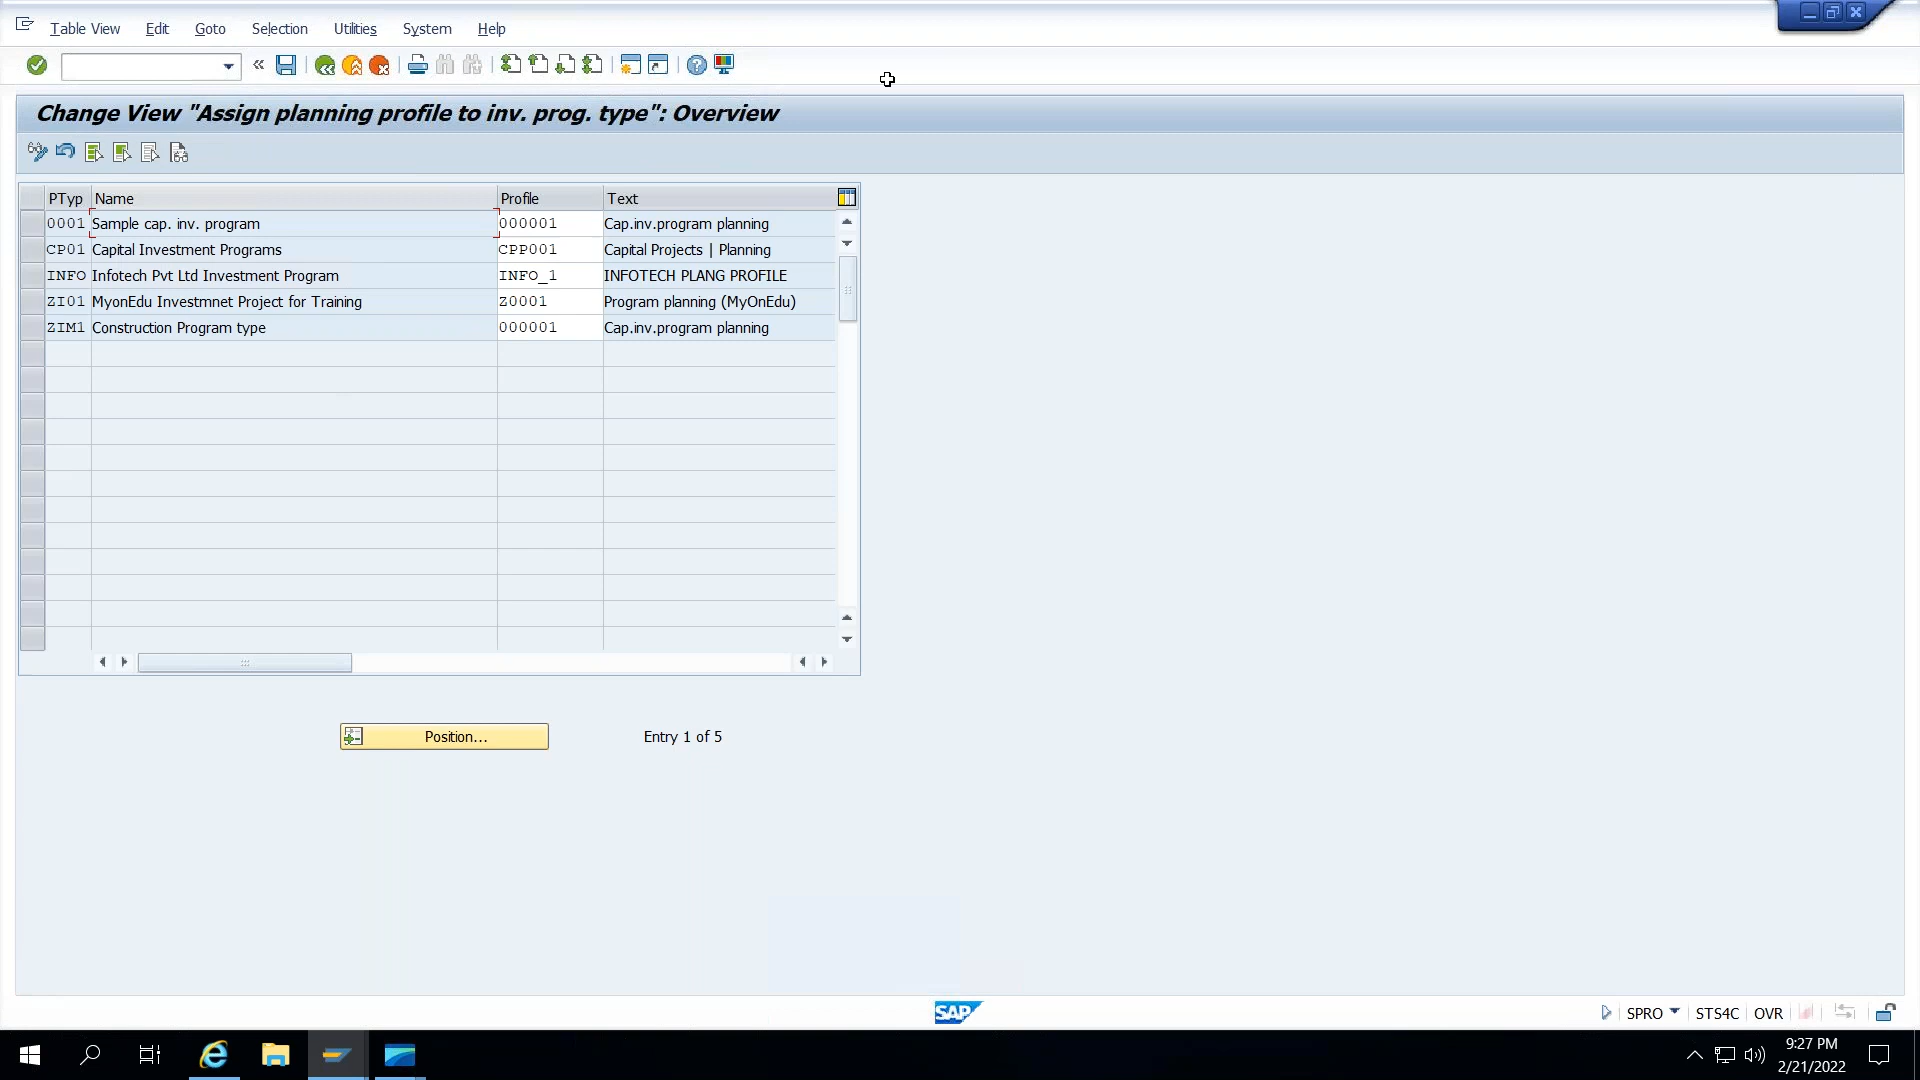 Table View Edit Goto Selection Utilities System Help
Change View "Assign planning profile to inv. prog. type": Overview
PTyp Name Profile Text
0001 Sample cap. inv. program 000001 Cap.inv.program planning
CP01 Capital Investment Programs CPP001 Capital Projects | Planning
INFO Infotech Pvt Ltd Investment Program INFO_1 INFOTECH PLANG PROFILE
ZI01 MyonEdu Investmnet Project for Training Z0001 Program planning (MyOnEdu)
ZIM1 Construction Program type 000001 Cap.inv.program planning
Position... Entry 1 of 5
SAP SPRO STS4C OVR
9:27 PM
2/21/2022